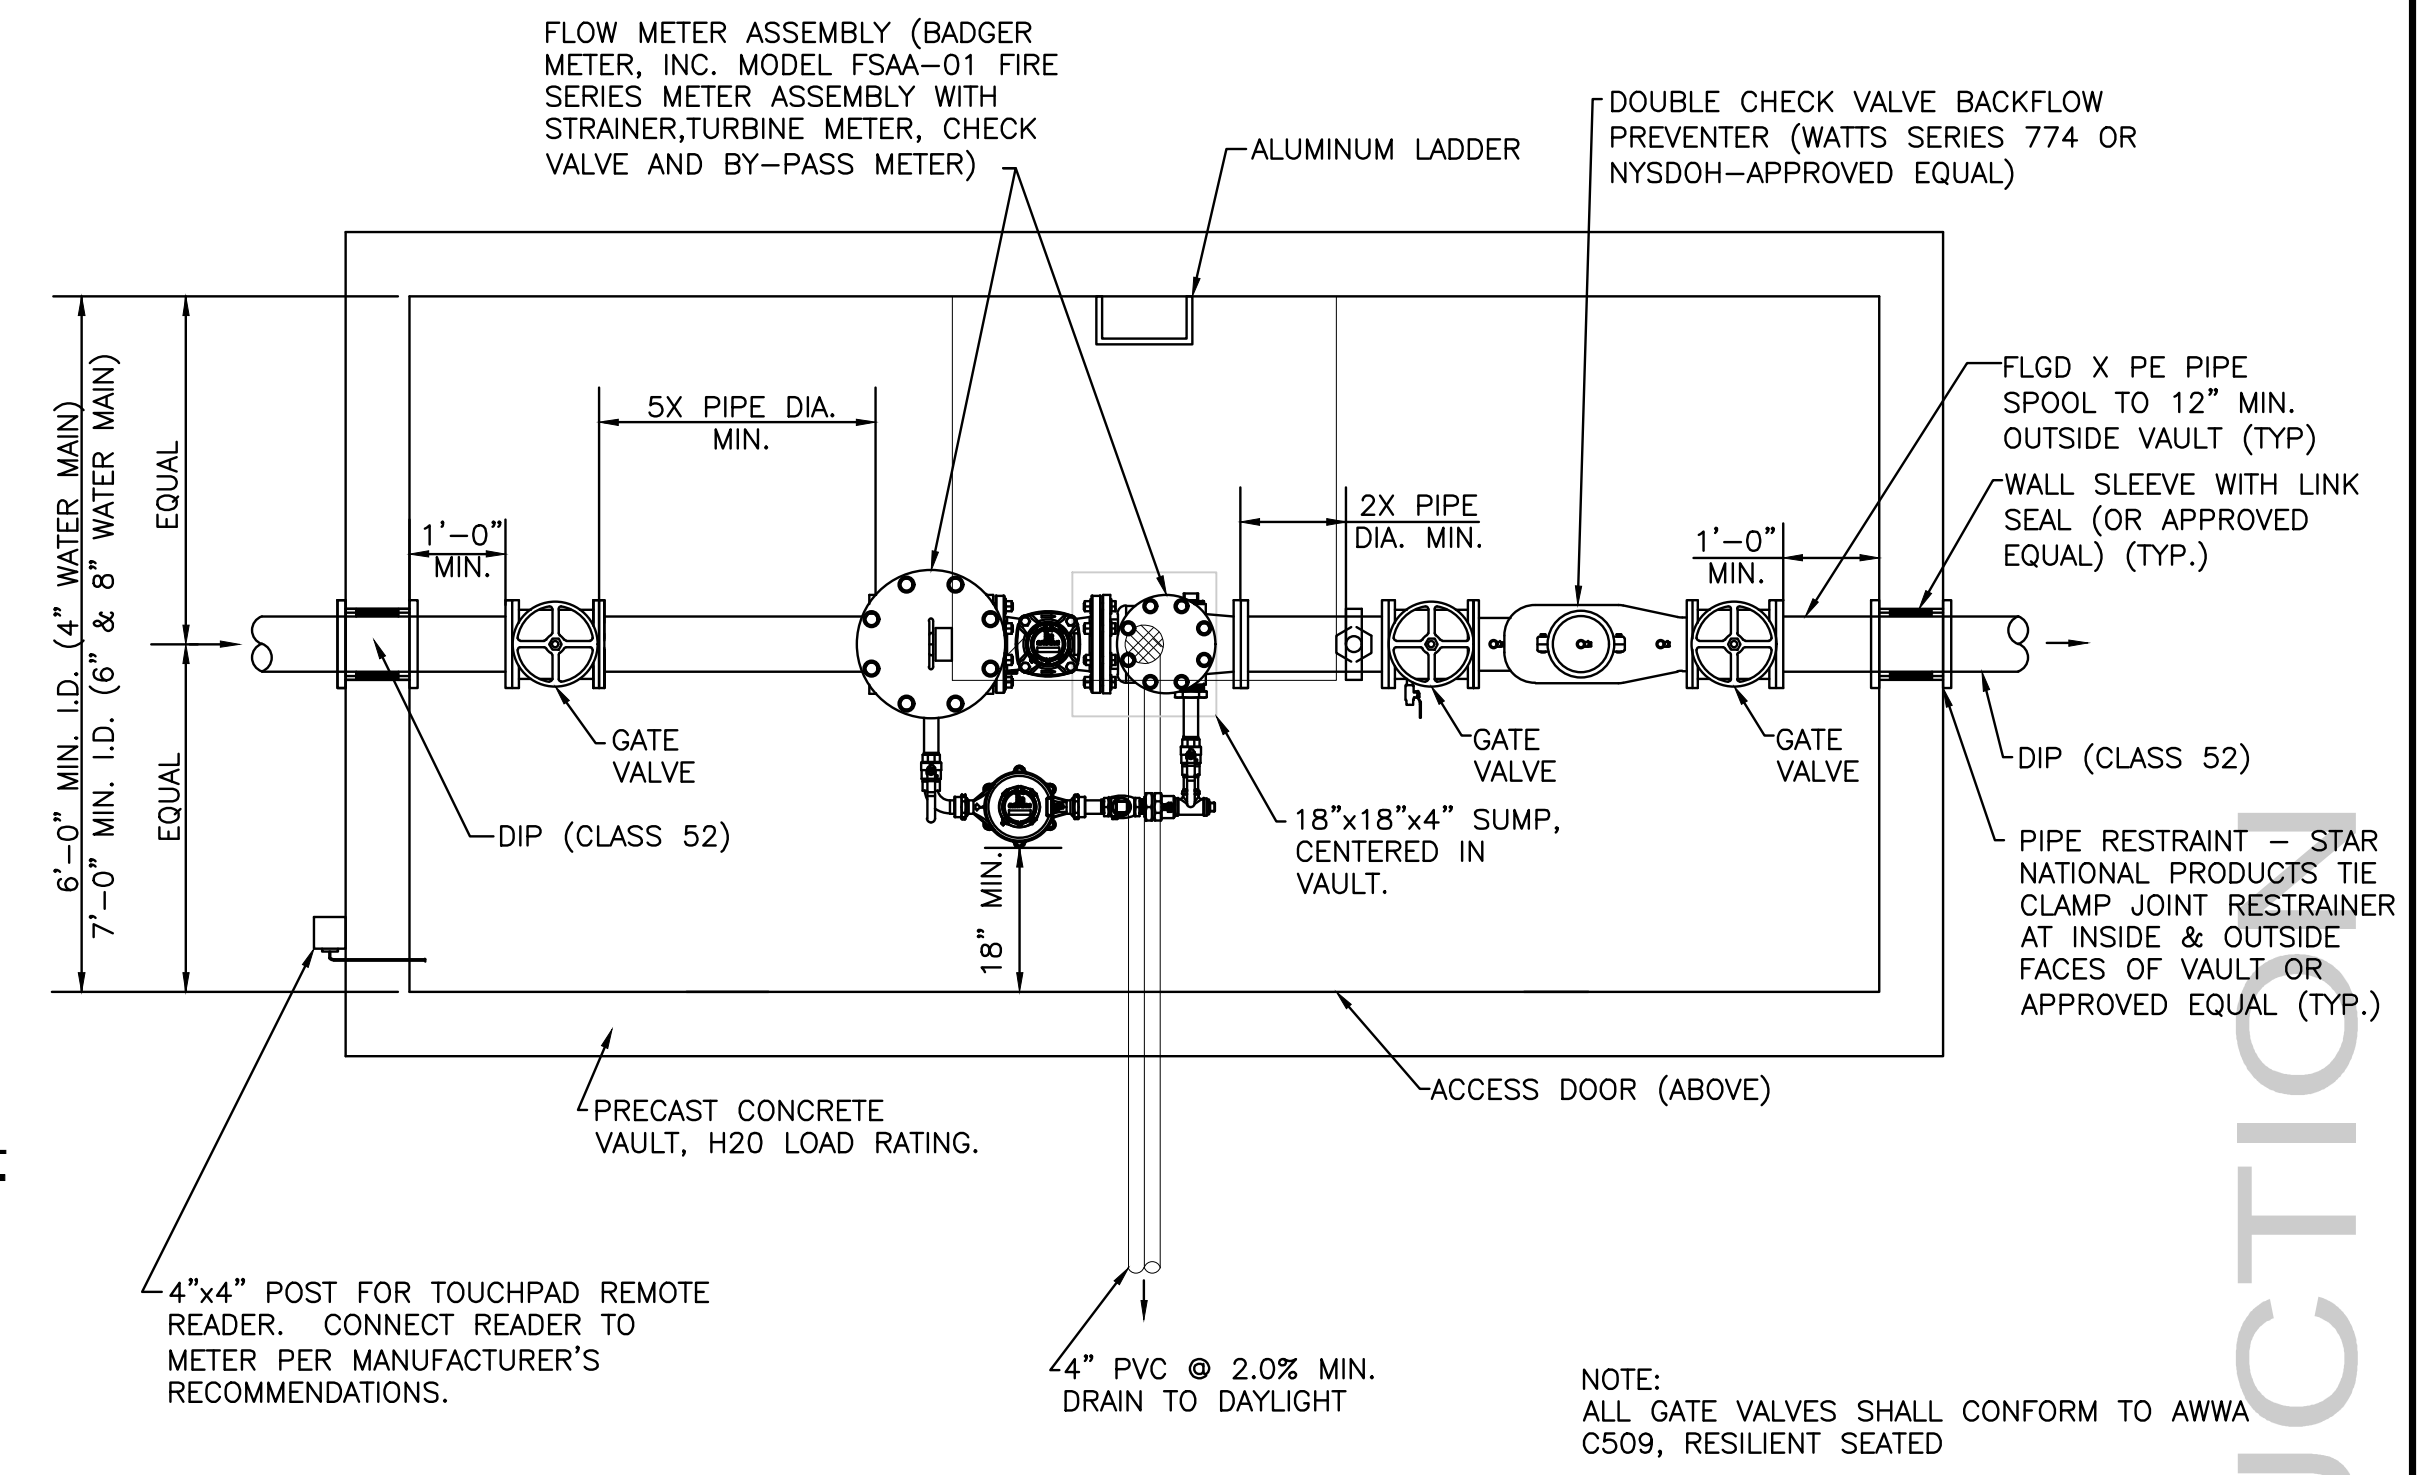 FLOW METER ASSEMBLY (BADGER
METER, INC. MODEL FSAA-01 FIRE
SERIES METER ASSEMBLY WITH
STRAINER,TURBINE METER, CHECK
VALVE AND BY-PASS METER)
ALUMINUM LADDER
DOUBLE CHECK VALVE BACKFLOW
PREVENTER (WATTS SERIES 774 OR
NYSDOH-APPROVED EQUAL)
6'-0" MIN. I.D. (4" WATER MAIN)
7'-0" MIN. I.D. (6" & 8" WATER MAIN)
EQUAL
EQUAL
5X PIPE DIA.
MIN.
1'-0"
MIN.
2X PIPE
DIA. MIN.
1'-0"
MIN.
FLGD X PE PIPE
SPOOL TO 12" MIN.
OUTSIDE VAULT (TYP)
WALL SLEEVE WITH LINK
SEAL (OR APPROVED
EQUAL) (TYP.)
GATE
VALVE
GATE
VALVE
GATE
VALVE
DIP (CLASS 52)
DIP (CLASS 52)
18" MIN.
18"x18"x4" SUMP,
CENTERED IN
VAULT.
PIPE RESTRAINT - STAR
NATIONAL PRODUCTS TIE
CLAMP JOINT RESTRAINER
AT INSIDE & OUTSIDE
FACES OF VAULT OR
APPROVED EQUAL (TYP.)
ACCESS DOOR (ABOVE)
PRECAST CONCRETE
VAULT, H20 LOAD RATING.
4"x4" POST FOR TOUCHPAD REMOTE
READER. CONNECT READER TO
METER PER MANUFACTURER'S
RECOMMENDATIONS.
4" PVC @ 2.0% MIN.
DRAIN TO DAYLIGHT
NOTE:
ALL GATE VALVES SHALL CONFORM TO AWWA
C509, RESILIENT SEATED
UCTION